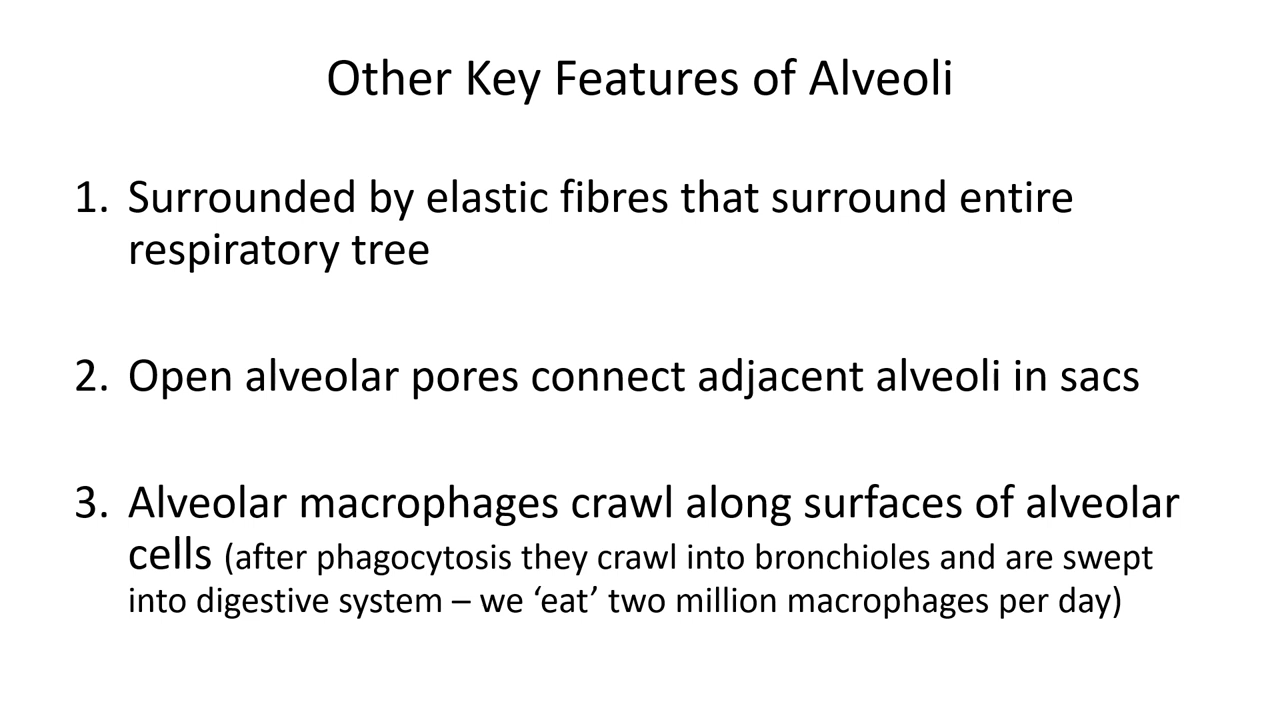 Other Key Features of Alveoli
1. Surrounded by elastic fibres that surround entire
respiratory tree
2. Open alveolar pores connect adjacent alveoli in sacs
3. Alveolar macrophages crawl along surfaces of alveolar
cells (after phagocytosis they crawl into bronchioles and are swept
into digestive system – we ‘eat’ two million macrophages per day)